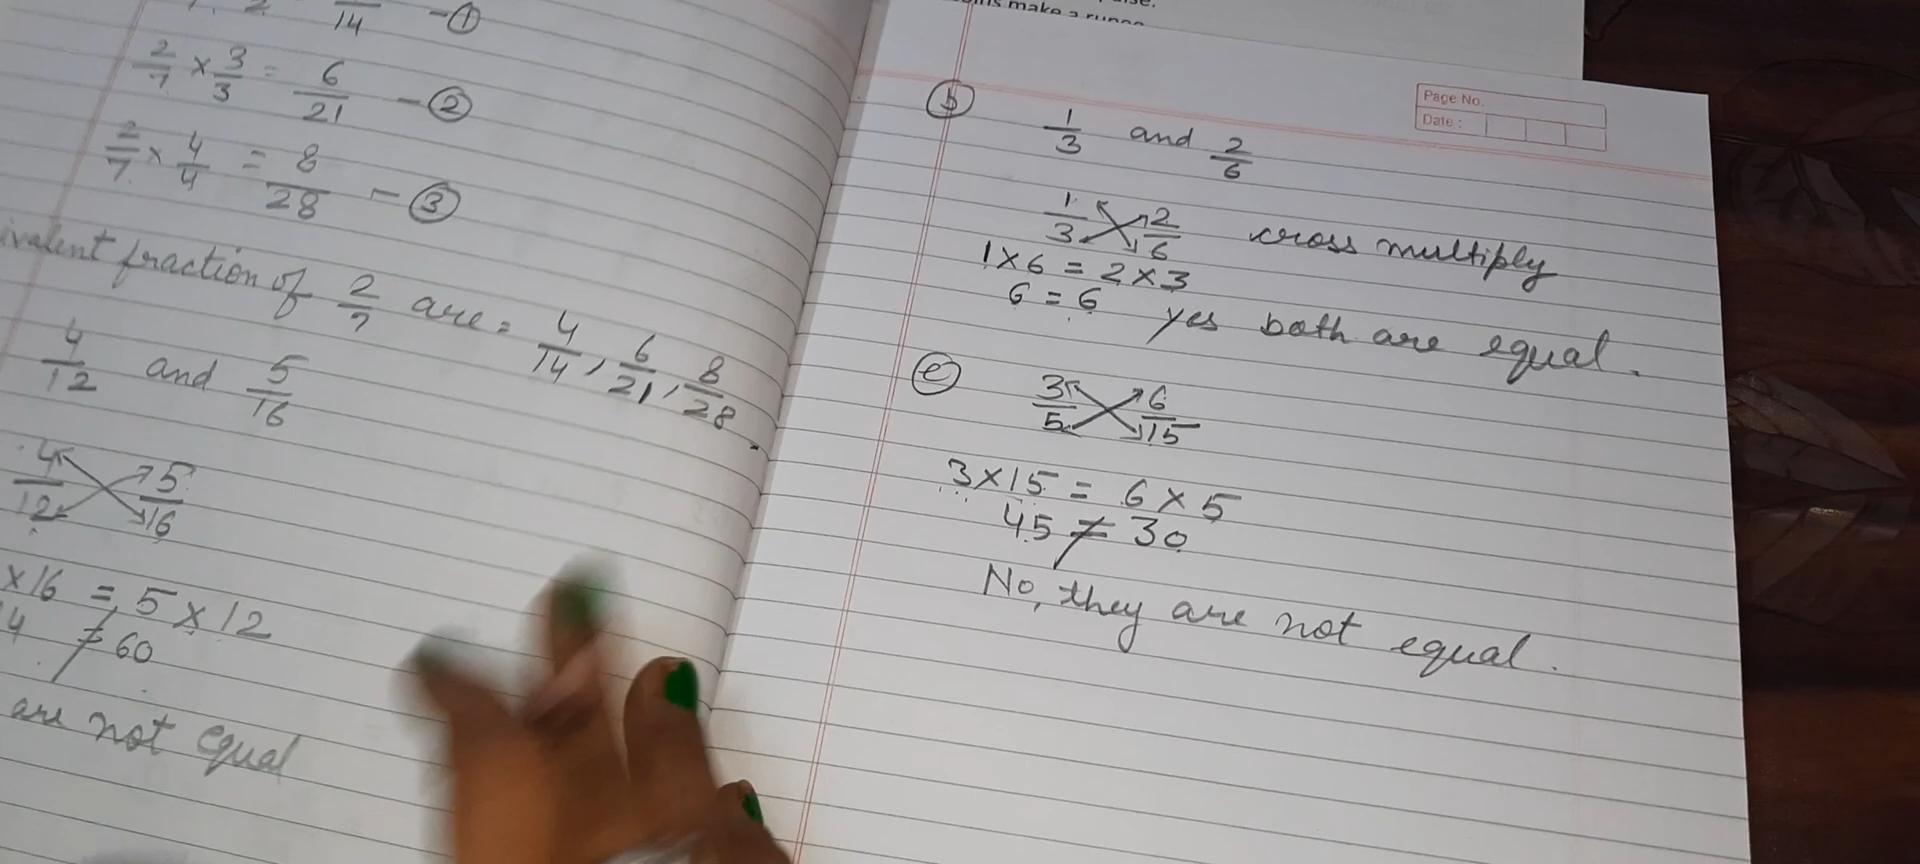 14 -①
2/7 × 3/3 = 6/21 -②
2/7 × 4/4 = 8/28 -③
ivalent fraction of 2/7 are = 4/14, 6/21, 8/28.
4/12 and 5/16
4/12 5/16
×16 = 5×12
4 ≠ 60
are not equal
make a
Page No.
Date:
ⓑ 1/3 and 2/6
1/3 2/6 cross multiply
1×6 = 2×3
6 = 6 yes both are equal.
ⓒ 3/5 6/15
3×15 = 6×5
45 ≠ 30
No, they are not equal.